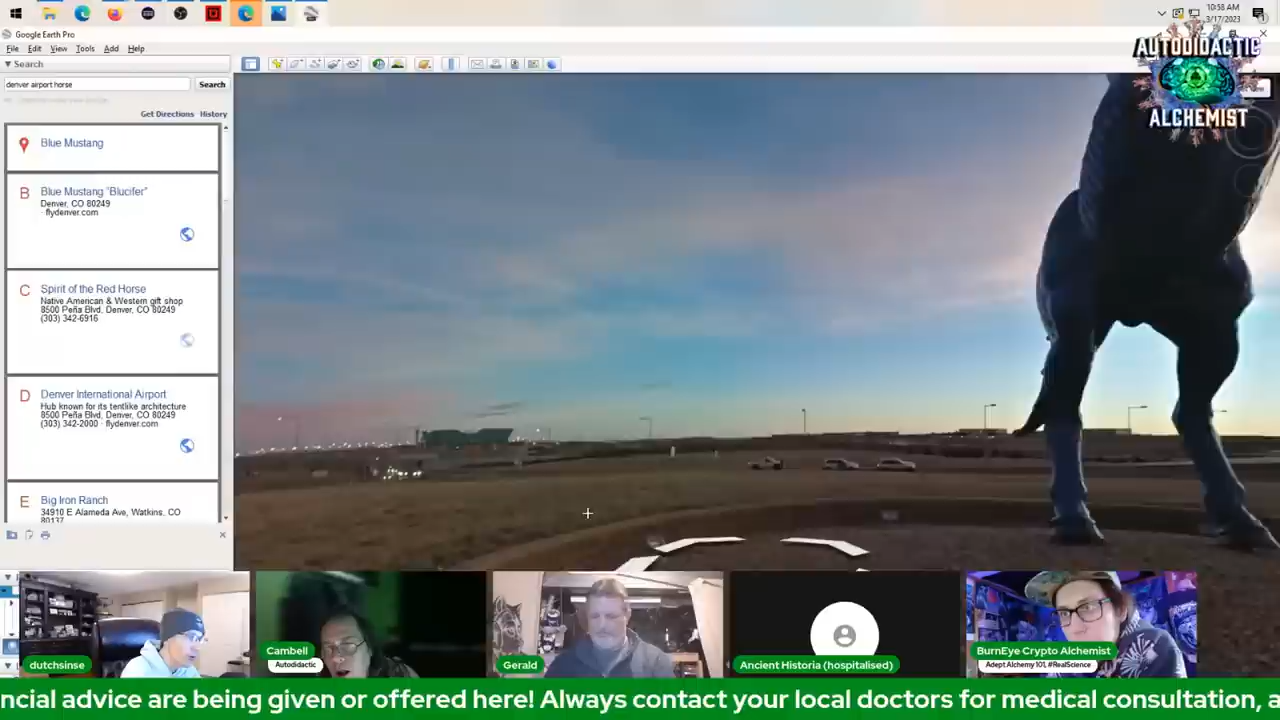 10:58 AM
3/17/2023
Google Earth Pro
File Edit View Tools Add Help
AUTODIDACTIC
ALCHEMIST
Search
denver airport horse
Search
Get Directions History
Blue Mustang
B Blue Mustang "Blucifer"
Denver, CO 80249
· flydenver.com
C Spirit of the Red Horse
Native American & Western gift shop
8500 Peña Blvd, Denver, CO 80249
(303) 342-6916
D Denver International Airport
Hub known for its tentlike architecture
8500 Peña Blvd, Denver, CO 80249
(303) 342-2000 · flydenver.com
E Big Iron Ranch
34910 E Alameda Ave, Watkins, CO
80137
dutchsinse
Cambell
Autodidactic
Gerald
Ancient Historia (hospitalised)
BurnEye Crypto Alchemist
Adept Alchemy 101, #RealScience
ncial advice are being given or offered here! Always contact your local doctors for medical consultation, a